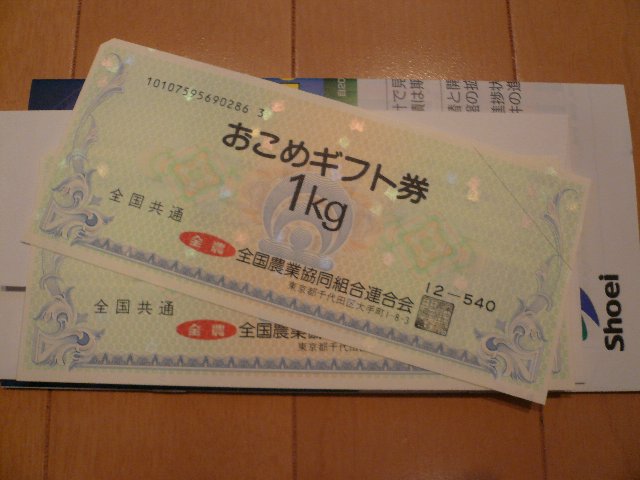 10107595690286 3
おこめギフト券
1kg
全国共通
全農 全国農業協同組合連合会
東京都千代田区大手町1-8-3
12-540
全国共通
全農 全国農業協
東京都千代田区
Shoei